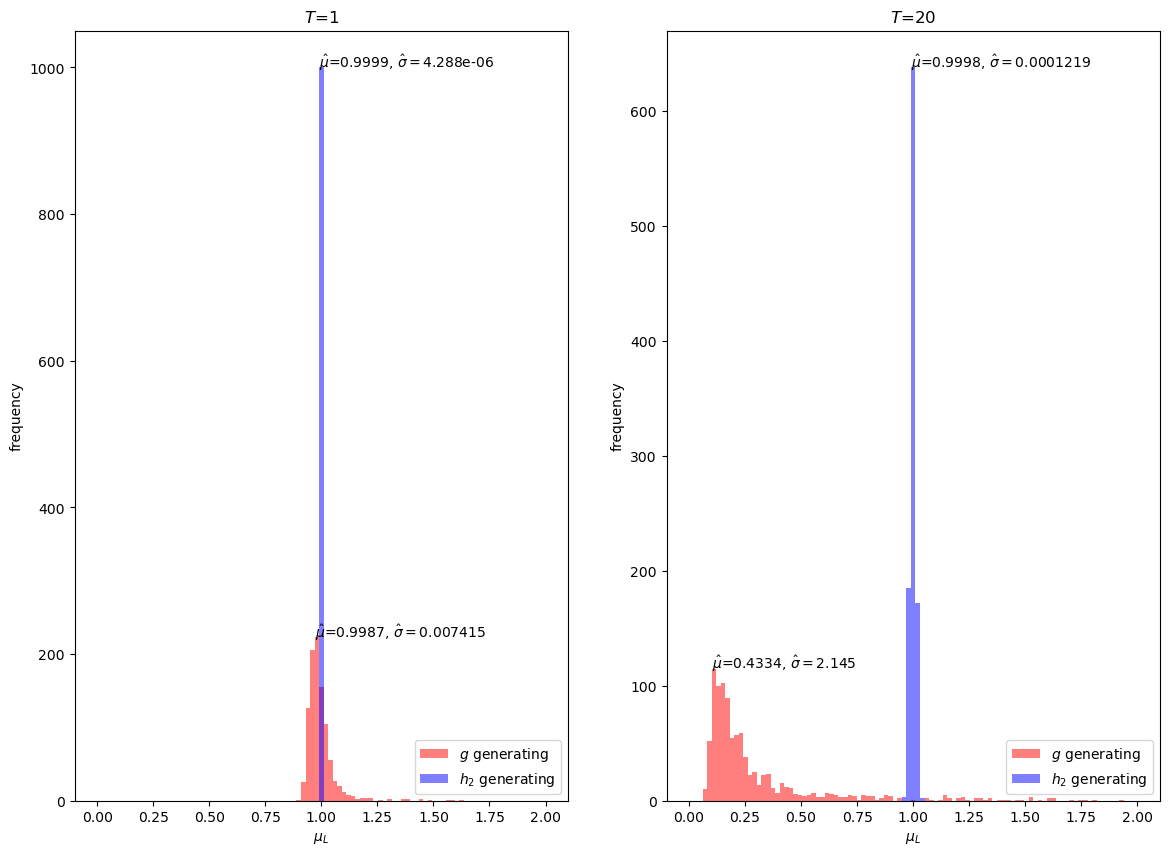 T=1
1000
800
600
400
200
0
frequency
μ̂=0.9999, σ̂ = 4.288e-06
μ̂=0.9987, σ̂ = 0.007415
g generating
h₂ generating
0.00 0.25 0.50 0.75 1.00 1.25 1.50 1.75 2.00
μ_L
T=20
600
500
400
300
200
100
0
frequency
μ̂=0.9998, σ̂ = 0.0001219
μ̂=0.4334, σ̂ = 2.145
g generating
h₂ generating
0.00 0.25 0.50 0.75 1.00 1.25 1.50 1.75 2.00
μ_L